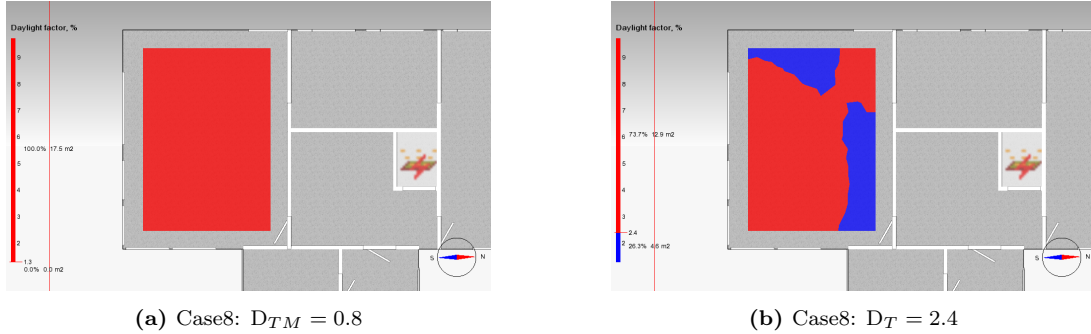 Daylight factor, %
9
8
7
6
100.0% 17.5 m2
5
4
3
2
1.3
0.0% 0.0 m2
S N
(a) Case8: D_{TM} = 0.8
Daylight factor, %
9
8
7
6
73.7% 12.9 m2
5
4
3
2.4
2
26.3% 4.6 m2
S N
(b) Case8: D_T = 2.4